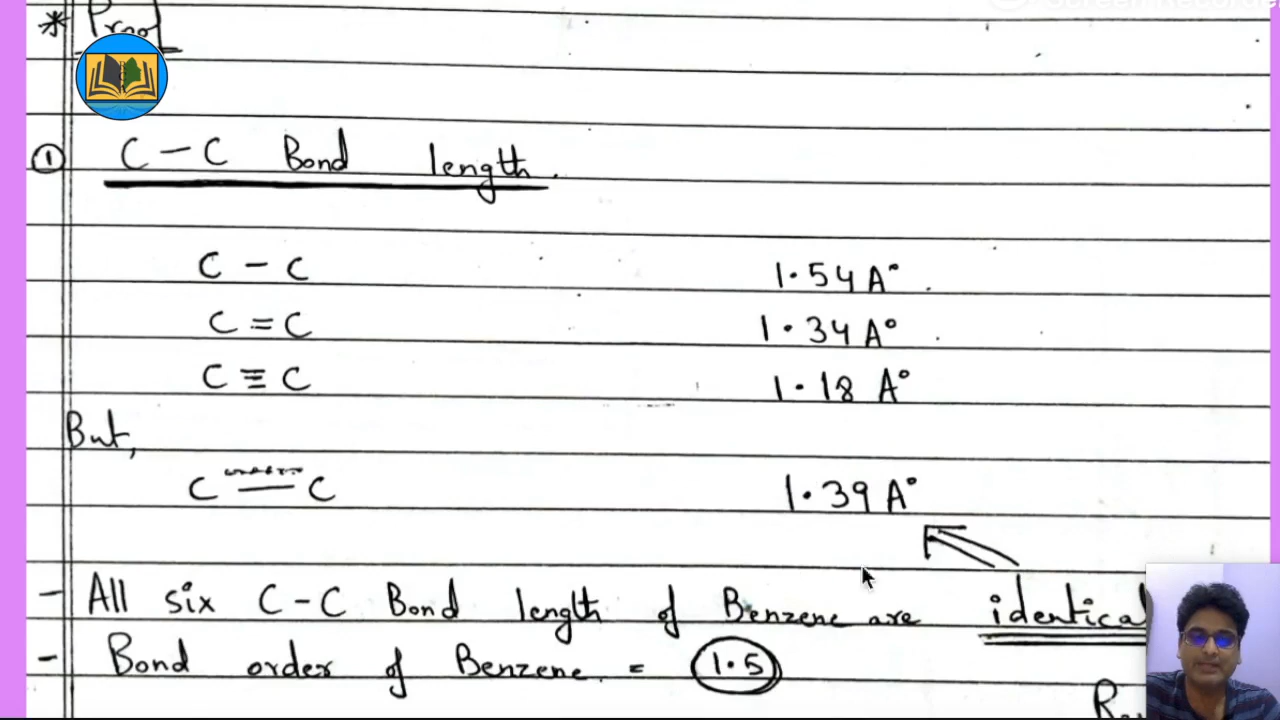 * Proof
① C – C Bond length.
C – C 1.54 A°
C = C 1.34 A°
C ≡ C 1.18 A°
But,
C ---- C 1.39 A°
- All six C-C Bond length of Benzene are identical
- Bond order of Benzene = 1.5